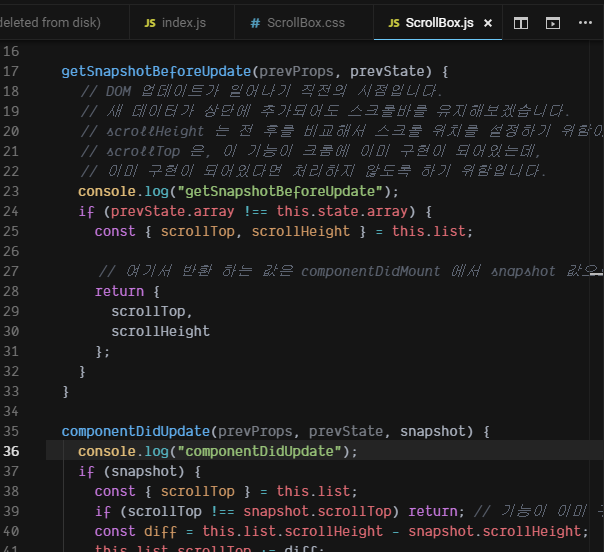 deleted from disk) JS index.js # ScrollBox.css JS ScrollBox.js ×
16
17 getSnapshotBeforeUpdate(prevProps, prevState) {
18 // DOM 업데이트가 일어나기 직전의 시점입니다.
19 // 새 데이터가 상단에 추가되어도 스크롤바를 유지해보겠습니다.
20 // scrollHeight 는 전 후를 비교해서 스크롤 위치를 설정하기 위함이
21 // scrollTop 은, 이 기능이 크롬에 이미 구현이 되어있는데,
22 // 이미 구현이 되어있다면 처리하지 않도록 하기 위함입니다.
23 console.log("getSnapshotBeforeUpdate");
24 if (prevState.array !== this.state.array) {
25 const { scrollTop, scrollHeight } = this.list;
26
27 // 여기서 반환 하는 값은 componentDidMount 에서 snapshot 값으
28 return {
29 scrollTop,
30 scrollHeight
31 };
32 }
33 }
34
35 componentDidUpdate(prevProps, prevState, snapshot) {
36 console.log("componentDidUpdate");
37 if (snapshot) {
38 const { scrollTop } = this.list;
39 if (scrollTop !== snapshot.scrollTop) return; // 기능이 이미
40 const diff = this.list.scrollHeight - snapshot.scrollHeight;
41 this.list.scrollTop += diff;